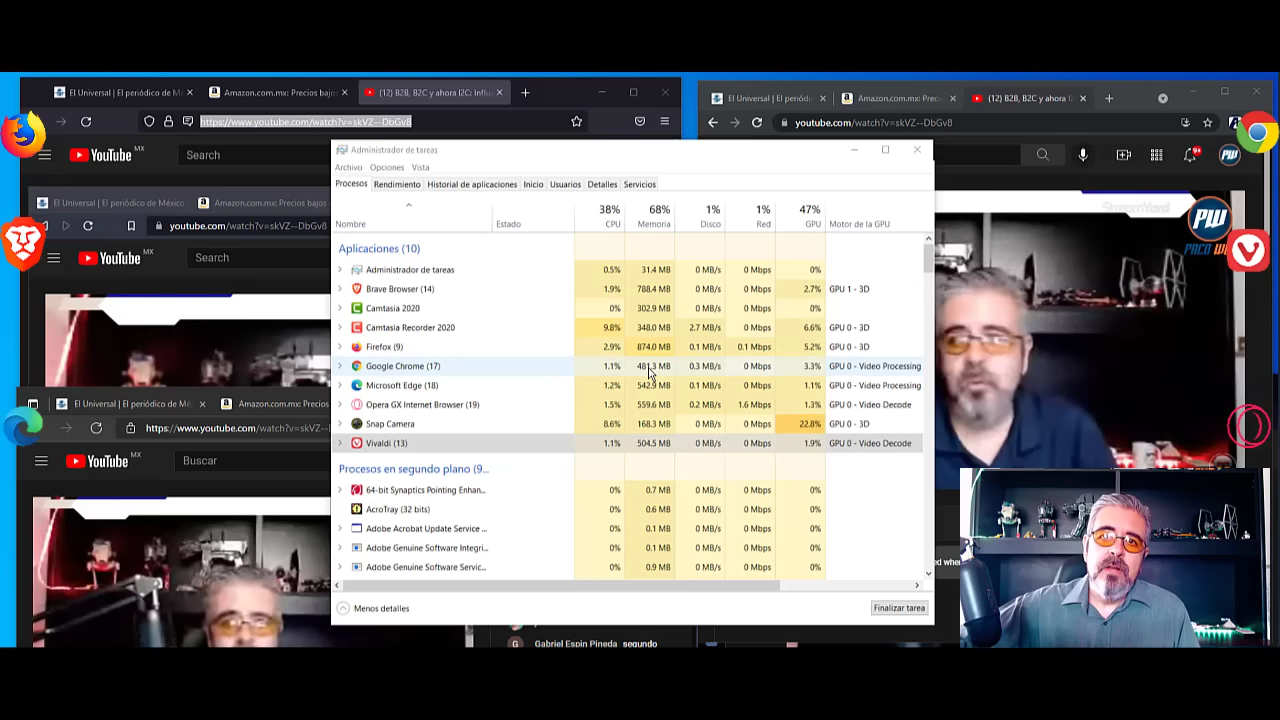 El Universal | El periódico de M
Amazon.com.mx: Precios bajo
(12) B2B, B2C y ahora I2C: Influ
https://www.youtube.com/watch?v=skVZ--DbGv8
YouTube MX
Search
El Universal | El periódi
Amazon.com.mx: Prec
(12) B2B, B2C y ahora I
youtube.com/watch?v=skVZ--DbGv8
9+
PW
StreamYard
PW
El Universal | El periódico de México
Amazon.com.mx: Precios bajos
youtube.com/watch?v=skVZ--DbGv8
YouTube MX
Search
El Universal | El periódico de M
Amazon.com.mx: Preci
https://www.youtube.com/watch?v=skVZ--DbGv
YouTube MX
Buscar
Administrador de tareas
Archivo Opciones Vista
Procesos Rendimiento Historial de aplicaciones Inicio Usuarios Detalles Servicios
38% 68% 1% 1% 47%
Nombre Estado CPU Memoria Disco Red GPU Motor de la GPU
Aplicaciones (10)
Administrador de tareas 0.5% 31.4 MB 0 MB/s 0 Mbps 0%
Brave Browser (14) 1.9% 788.4 MB 0 MB/s 0 Mbps 2.7% GPU 1 - 3D
Camtasia 2020 0% 302.9 MB 0 MB/s 0 Mbps 0%
Camtasia Recorder 2020 9.8% 348.0 MB 2.7 MB/s 0 Mbps 6.6% GPU 0 - 3D
Firefox (9) 2.9% 874.0 MB 0.1 MB/s 0.1 Mbps 5.2% GPU 0 - 3D
Google Chrome (17) 1.1% 481.3 MB 0.3 MB/s 0 Mbps 3.3% GPU 0 - Video Processing
Microsoft Edge (18) 1.2% 542.9 MB 0.1 MB/s 0 Mbps 1.1% GPU 0 - Video Processing
Opera GX Internet Browser (19) 1.5% 559.6 MB 0.2 MB/s 1.6 Mbps 1.3% GPU 0 - Video Decode
Snap Camera 8.6% 168.3 MB 0 MB/s 0 Mbps 22.8% GPU 0 - 3D
Vivaldi (13) 1.1% 504.5 MB 0 MB/s 0 Mbps 1.9% GPU 0 - Video Decode
Procesos en segundo plano (9...
64-bit Synaptics Pointing Enhan... 0% 0.7 MB 0 MB/s 0 Mbps 0%
AcroTray (32 bits) 0% 0.6 MB 0 MB/s 0 Mbps 0%
Adobe Acrobat Update Service ... 0% 0.1 MB 0 MB/s 0 Mbps 0%
Adobe Genuine Software Integri... 0% 0.1 MB 0 MB/s 0 Mbps 0%
Adobe Genuine Software Servic... 0% 0.9 MB 0 MB/s 0 Mbps 0%
Menos detalles
Finalizar tarea
G Gabriel Espin Pineda segundo